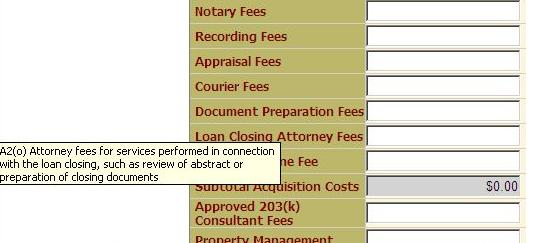 Notary Fees
Recording Fees
Appraisal Fees
Courier Fees
Document Preparation Fees
Loan Closing Attorney Fees
A2(o) Attorney fees for services performed in connection
with the loan closing, such as review of abstract or
preparation of closing documents
ne Fee
Subtotal Acquisition Costs $0.00
Approved 203(k)
Consultant Fees
Property Management